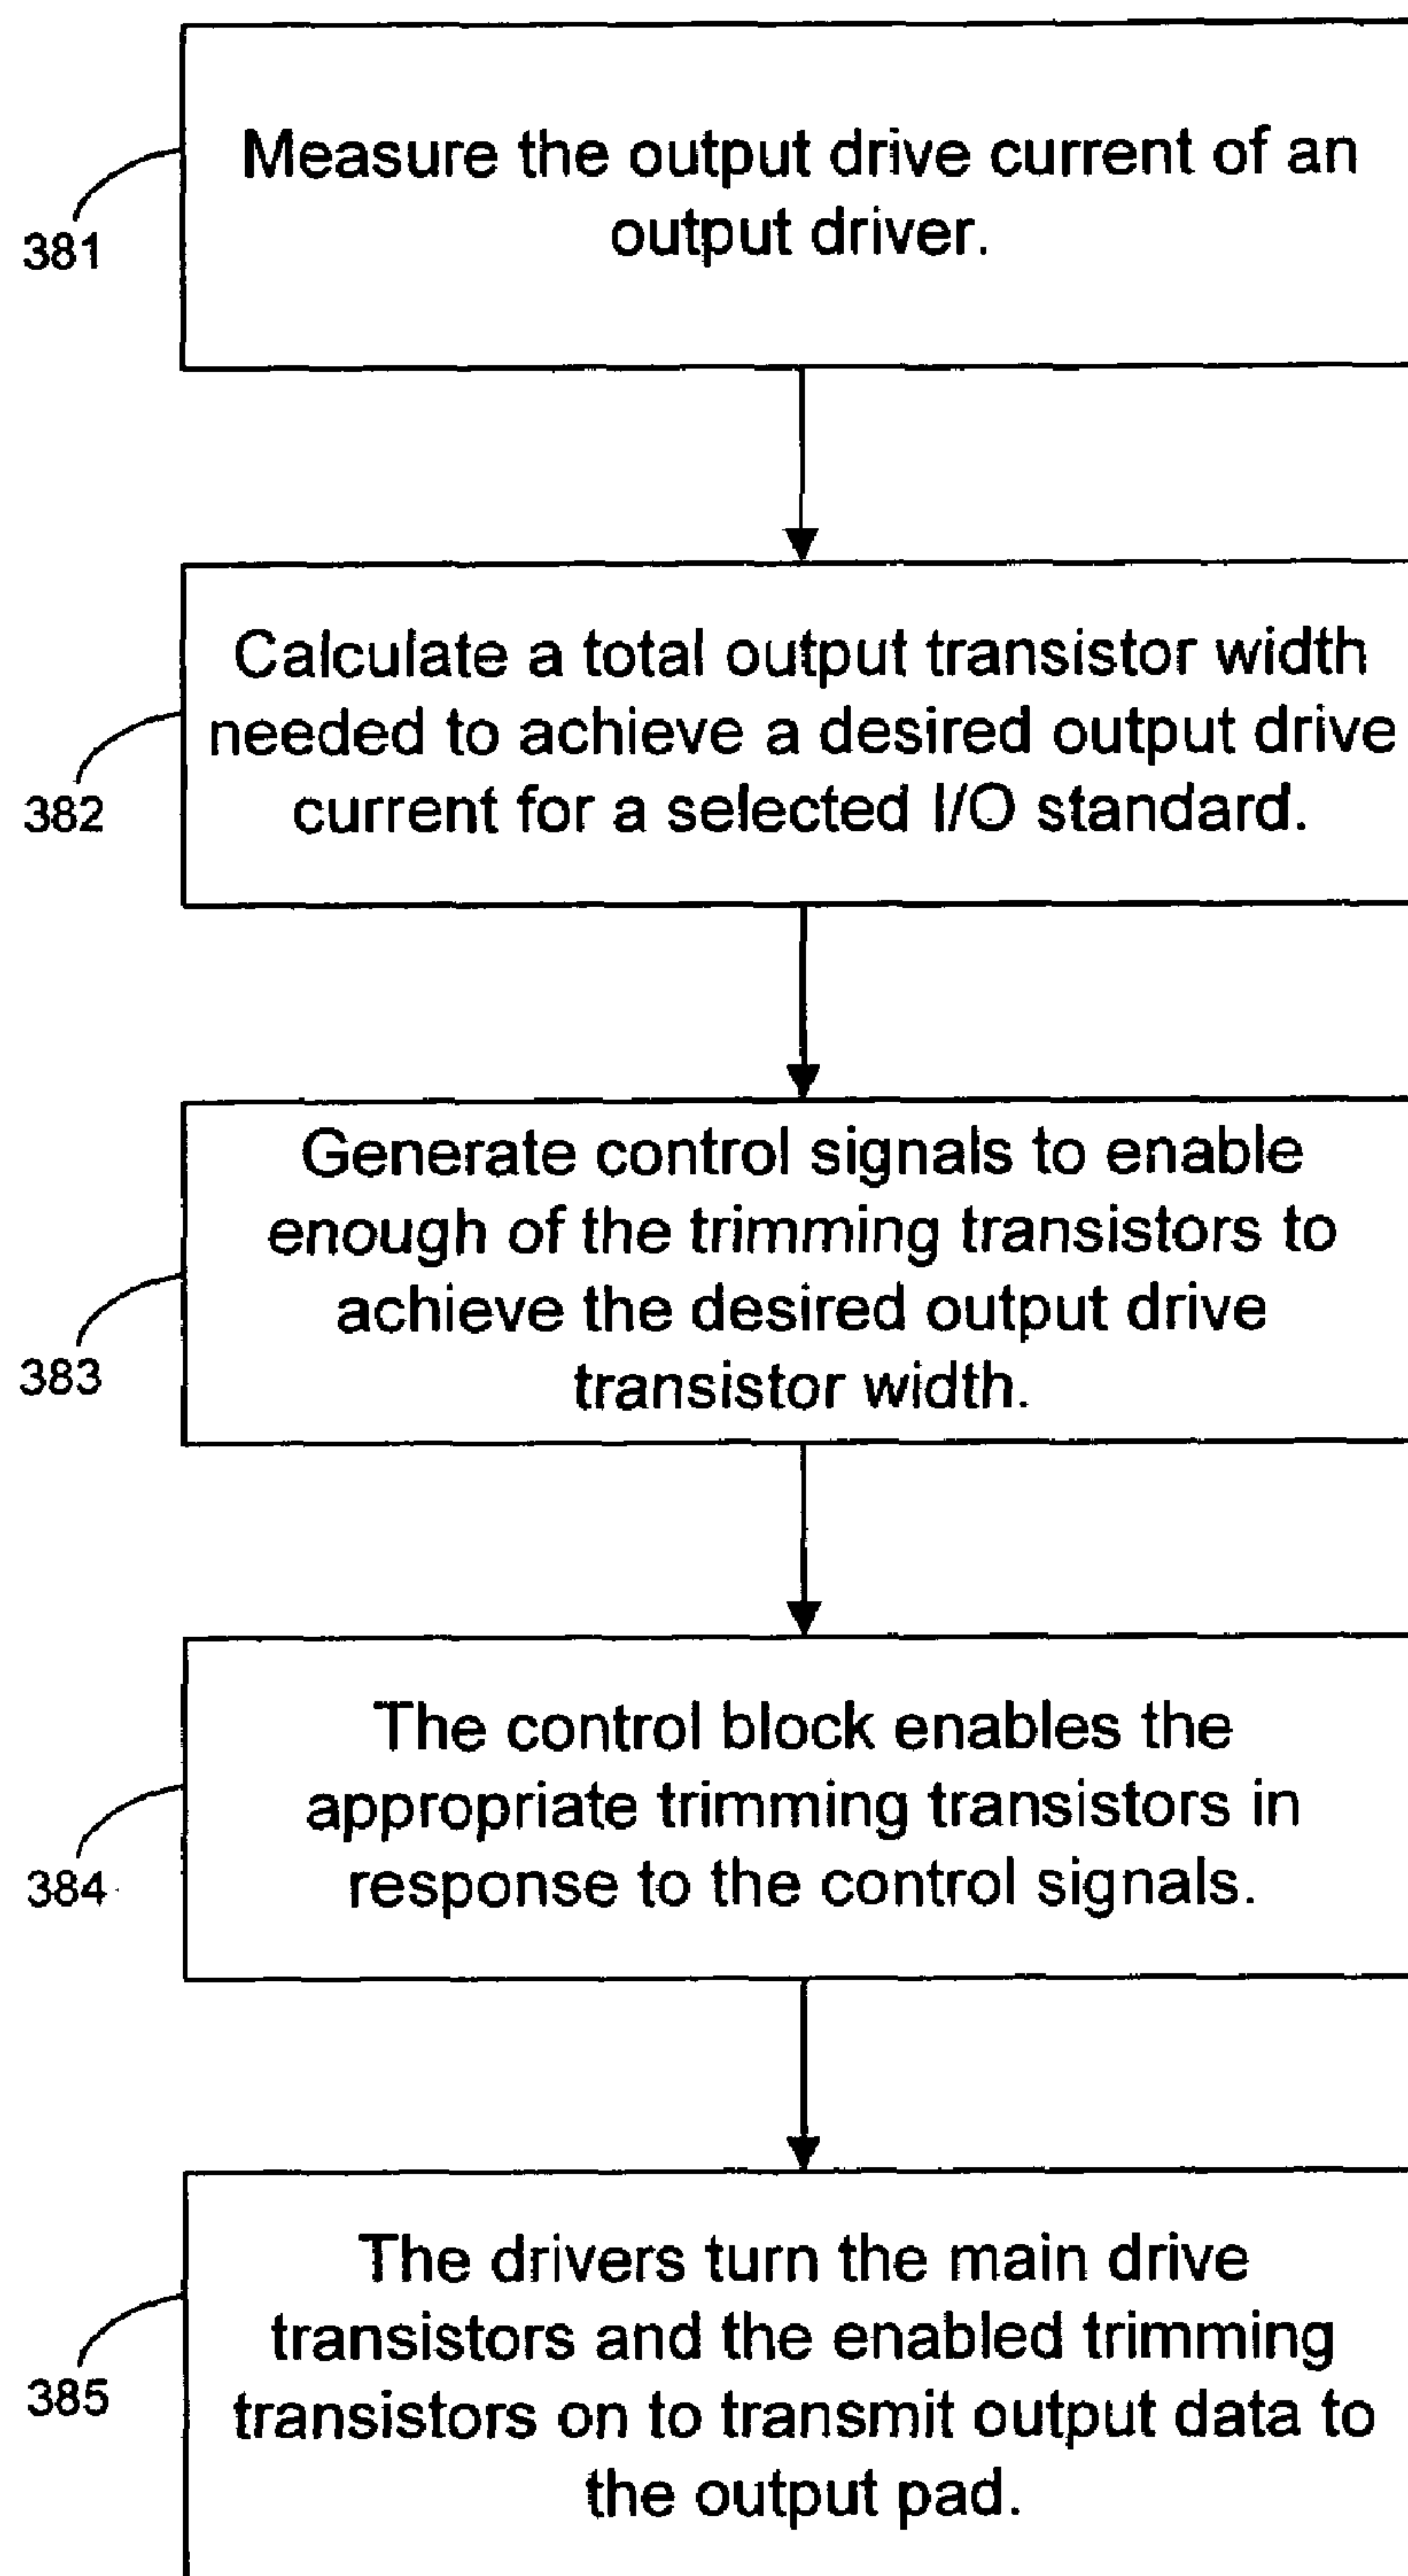 Measure the output drive current of an
output driver.
381
Calculate a total output transistor width
needed to achieve a desired output drive
current for a selected I/O standard.
382
Generate control signals to enable
enough of the trimming transistors to
achieve the desired output drive
transistor width.
383
The control block enables the
appropriate trimming transistors in
response to the control signals.
384
The drivers turn the main drive
transistors and the enabled trimming
transistors on to transmit output data to
the output pad.
385